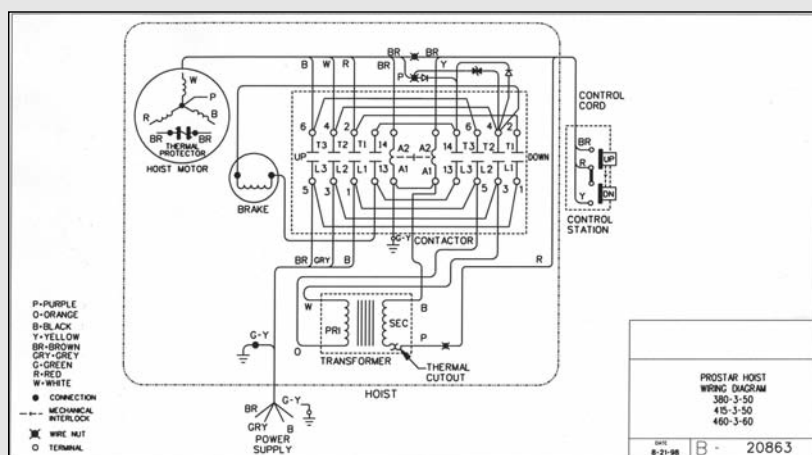 BR BR
B W R BR Y
P
W
P
R B
BR BR
THERMAL
PROTECTOR
HOIST MOTOR
CONTROL
CORD
6 4 2 6 4 2
T3 T2 T1 14 A2 A2 14 T3 T2 T1
UP DOWN
L3 L2 L1 13 A1 A1 13 L3 L2 L1
5 3 1 5 3 1
BR
UP
R
Y
DN
CONTROL
STATION
BRAKE
G-Y
CONTACTOR
BR GRY B
R
W B
PRI SEC
P
O
TRANSFORMER
THERMAL
CUTOUT
G-Y
HOIST
P-PURPLE
O-ORANGE
B-BLACK
Y-YELLOW
BR-BROWN
GRY-GREY
G-GREEN
R-RED
W-WHITE
CONNECTION
MECHANICAL
INTERLOCK
WIRE NUT
TERMINAL
G-Y
BR
GRY
B
POWER
SUPPLY
PROSTAR HOIST
WIRING DIAGRAM
380-3-50
415-3-50
460-3-60
DATE
8-21-98
B - 20863